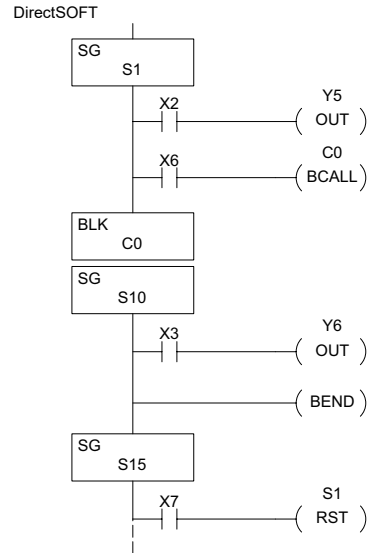 DirectSOFT
SG
S1
X2
Y5
OUT
X6
C0
BCALL
BLK
C0
SG
S10
X3
Y6
OUT
BEND
SG
S15
X7
S1
RST